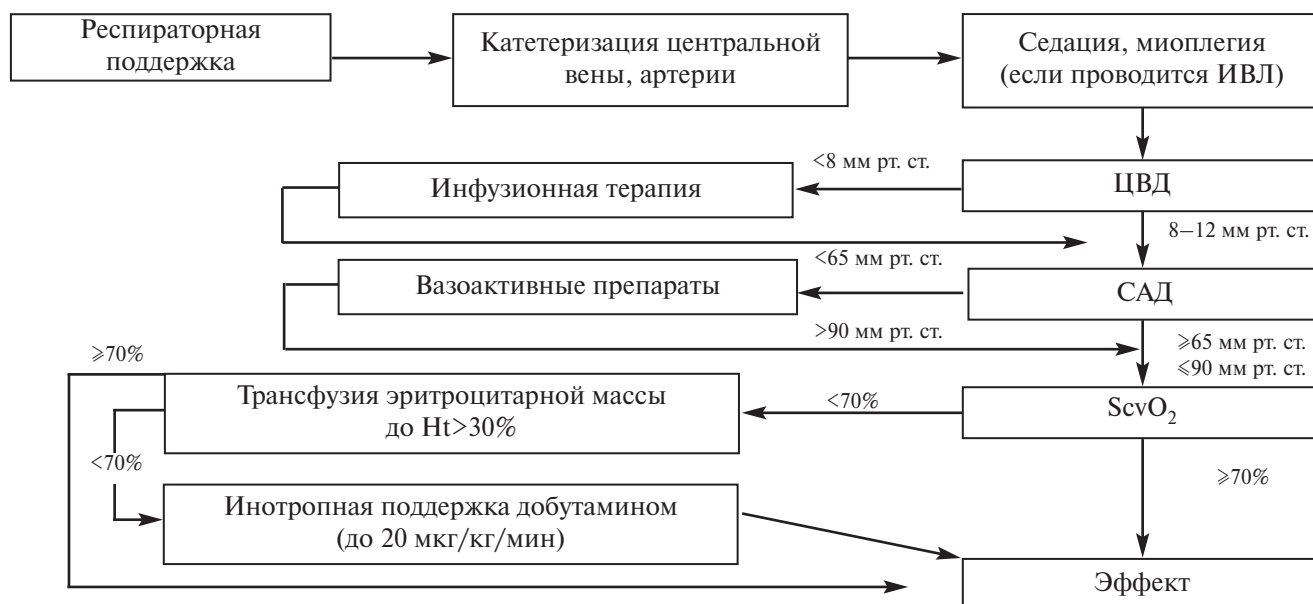 Респираторная
поддержка
Катетеризация центральной
вены, артерии
Седация, миоплегия
(если проводится ИВЛ)
<8 мм рт. ст.
Инфузионная терапия
ЦВД
8–12 мм рт. ст.
<65 мм рт. ст.
Вазоактивные препараты
САД
>90 мм рт. ст.
⩾65 мм рт. ст.
⩽90 мм рт. ст.
⩾70%
Трансфузия эритроцитарной массы
до Ht>30%
<70%
ScvO₂
<70%
⩾70%
Инотропная поддержка добутамином
(до 20 мкг/кг/мин)
Эффект